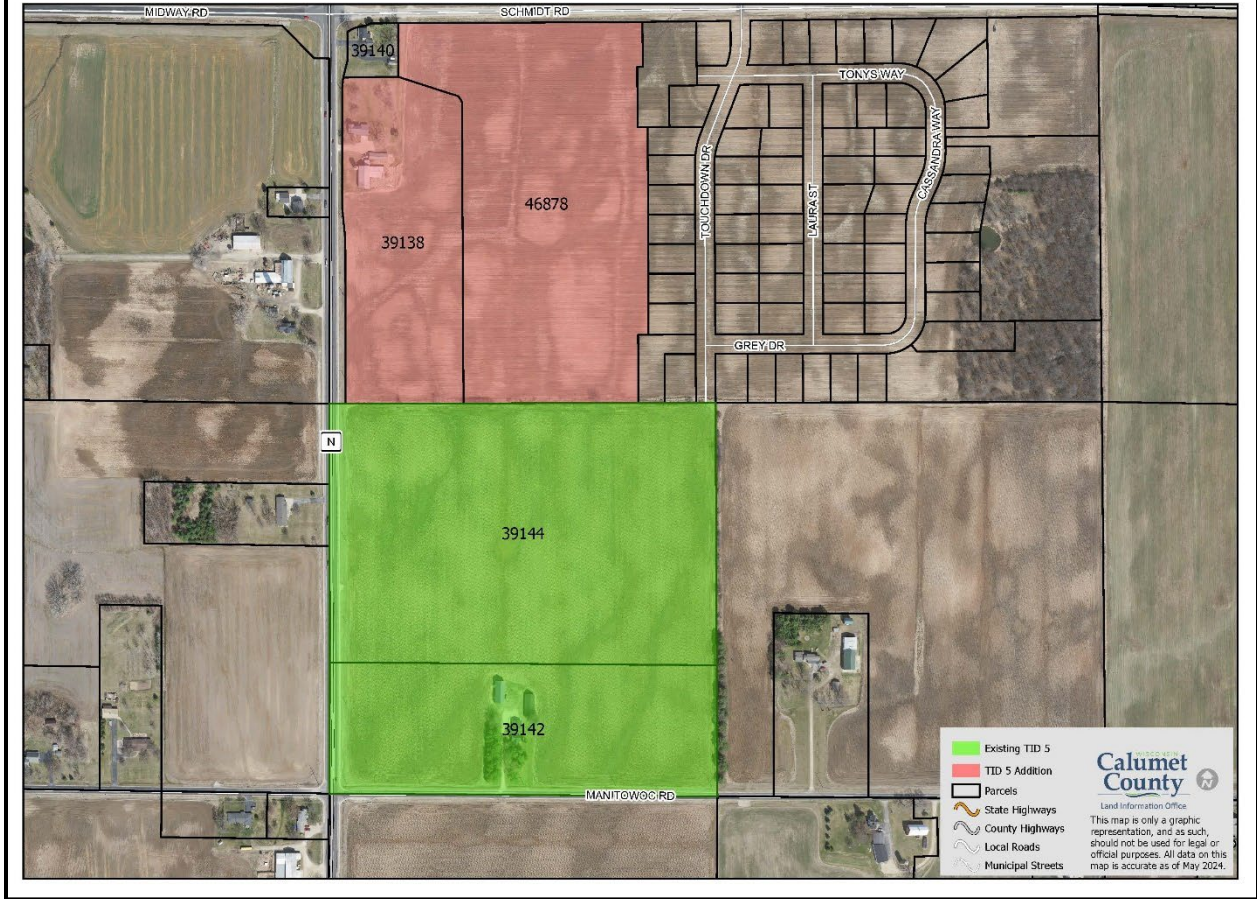 MIDWAY RD
SCHMIDT RD
39140
TONYS WAY
CASSANDRA WAY
TOUCHDOWN DR
LAURA ST
46878
39138
GREY DR
N
39144
39142
MANITOWOC RD
Existing TID 5
TID 5 Addition
Parcels
State Highways
County Highways
Local Roads
Municipal Streets
WISCONSIN
Calumet
County
Land Information Office
N
This map is only a graphic
representation, and as such,
should not be used for legal or
official purposes. All data on this
map is accurate as of May 2024.